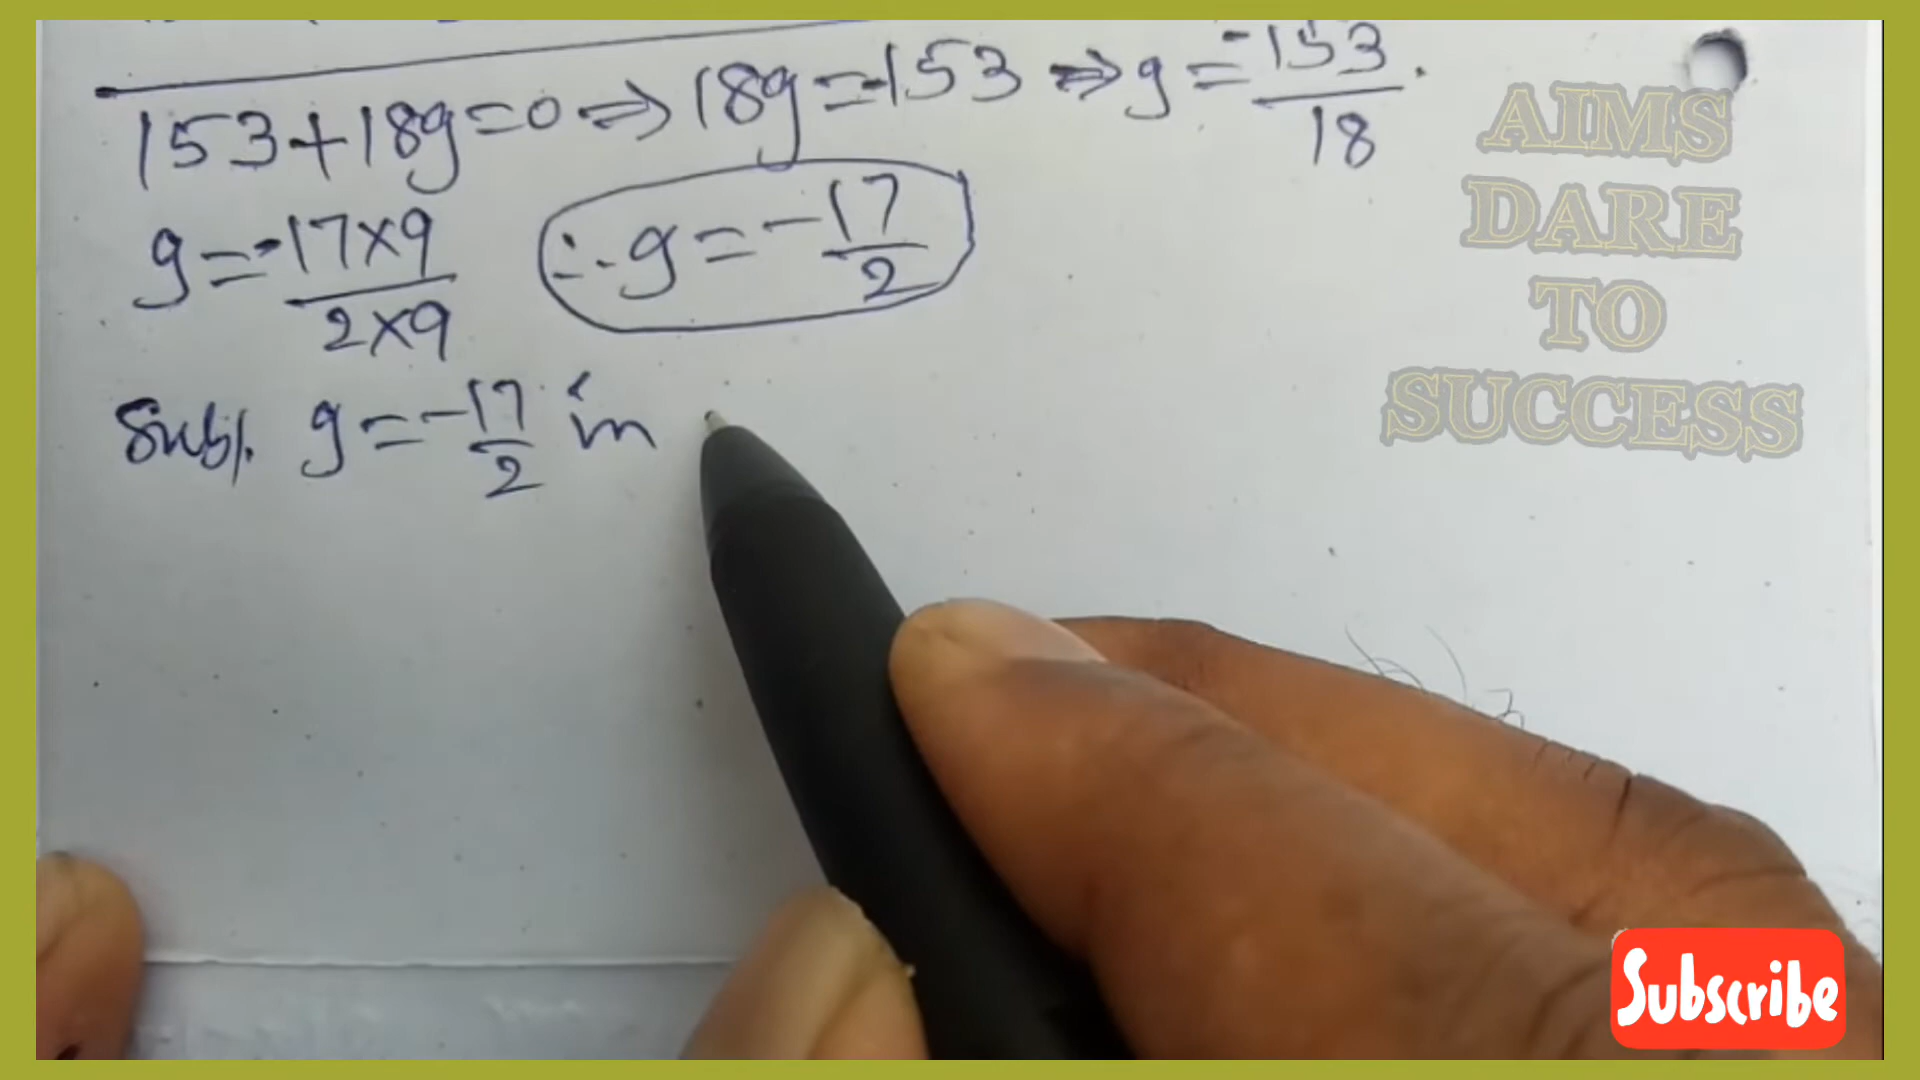 153+18g=0 ⇒ 18g=-153 ⇒ g = -153/18.
g = -17×9/2×9 ∴ g = -17/2
Sub/. g = -17/2 in
AIMS
DARE
TO
SUCCESS
Subscribe